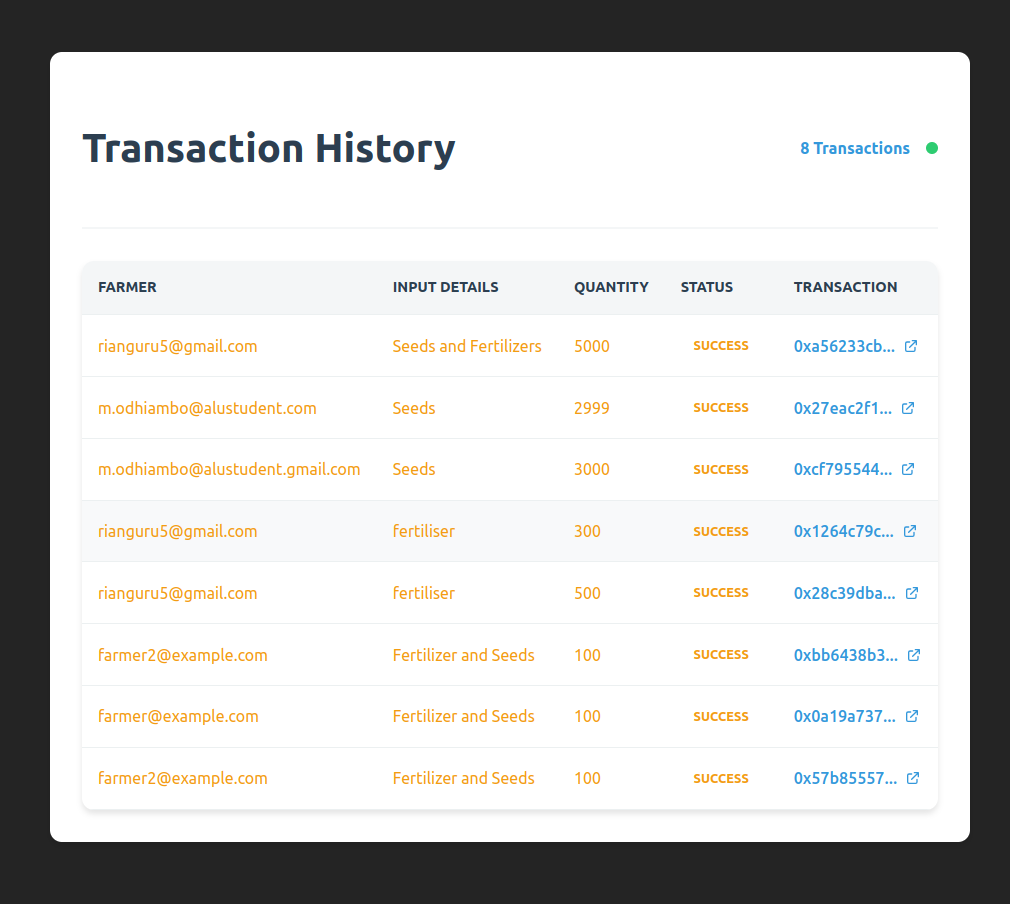 Transaction History
8 Transactions
FARMER INPUT DETAILS QUANTITY STATUS TRANSACTION
rianguru5@gmail.com Seeds and Fertilizers 5000 SUCCESS 0xa56233cb...
m.odhiambo@alustudent.com Seeds 2999 SUCCESS 0x27eac2f1...
m.odhiambo@alustudent.gmail.com Seeds 3000 SUCCESS 0xcf795544...
rianguru5@gmail.com fertiliser 300 SUCCESS 0x1264c79c...
rianguru5@gmail.com fertiliser 500 SUCCESS 0x28c39dba...
farmer2@example.com Fertilizer and Seeds 100 SUCCESS 0xbb6438b3...
farmer@example.com Fertilizer and Seeds 100 SUCCESS 0x0a19a737...
farmer2@example.com Fertilizer and Seeds 100 SUCCESS 0x57b85557...